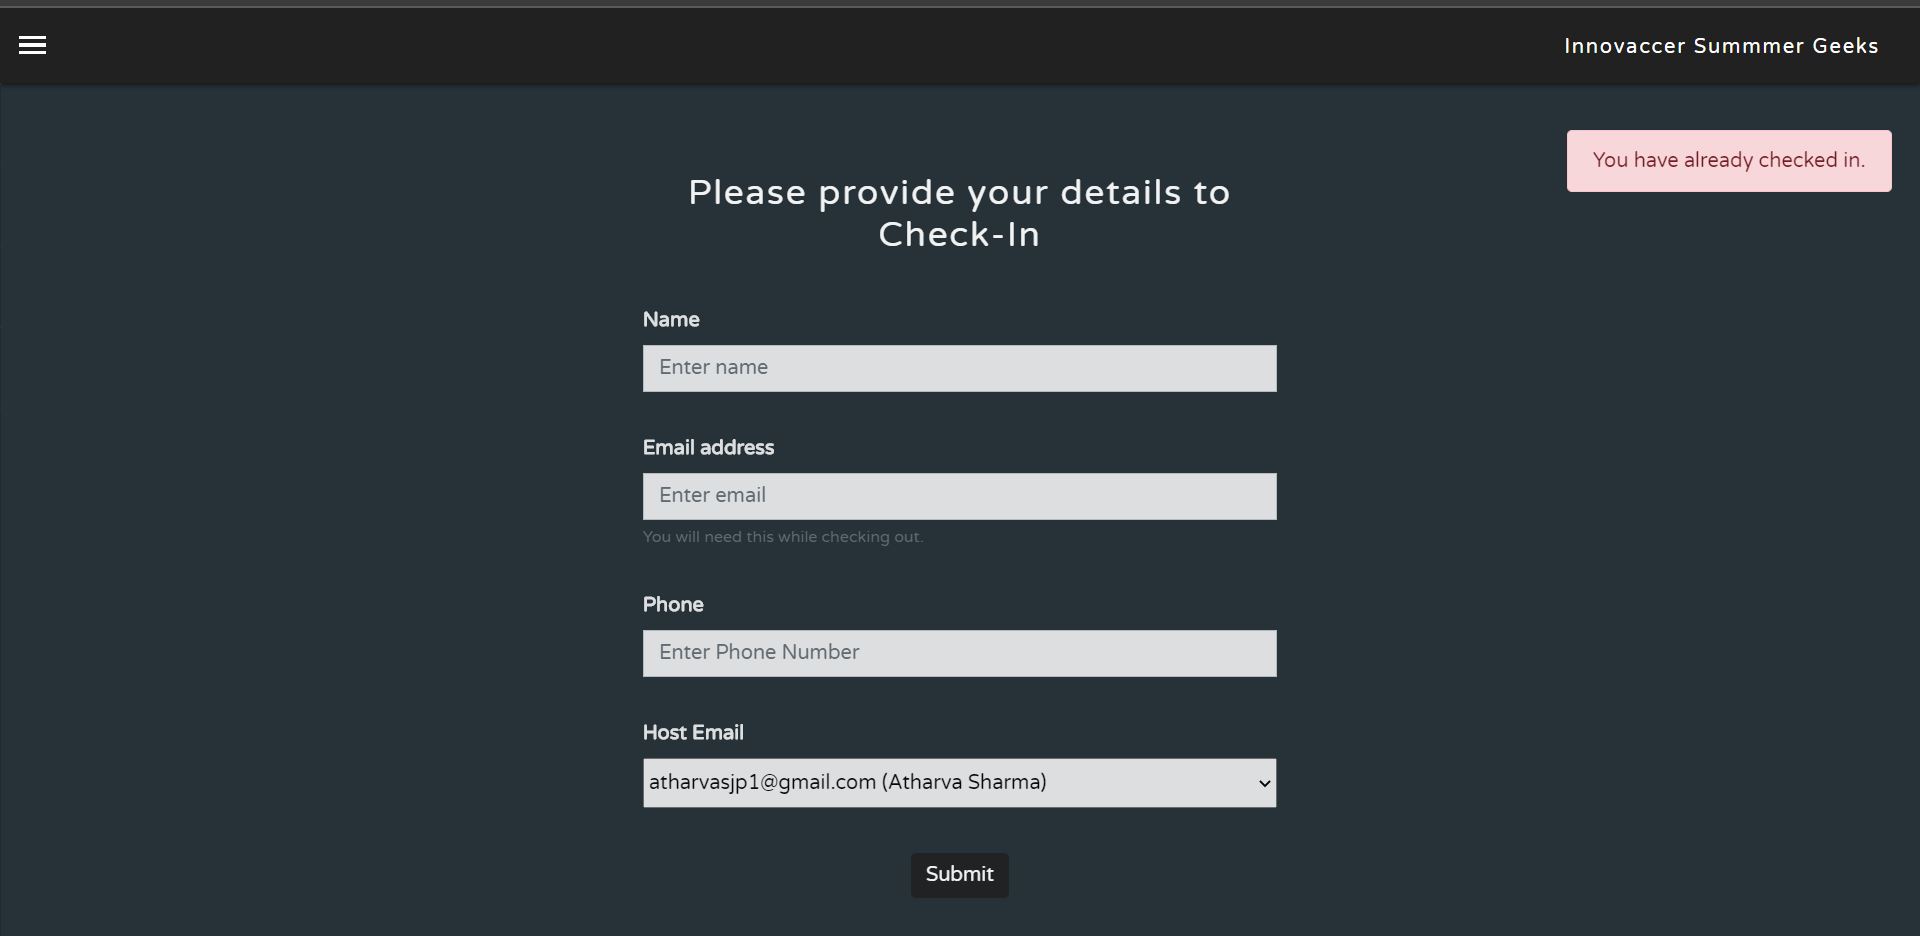 Innovaccer Summmer Geeks
You have already checked in.
Please provide your details to
Check-In
Name
Enter name
Email address
Enter email
You will need this while checking out.
Phone
Enter Phone Number
Host Email
atharvasjp1@gmail.com (Atharva Sharma)
Submit